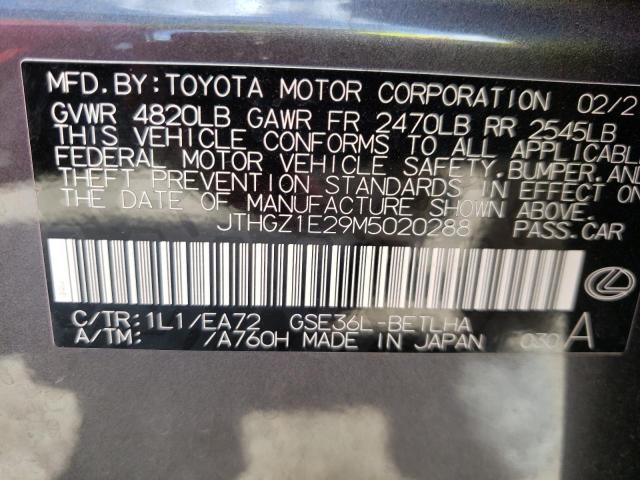 MFD.BY:TOYOTA MOTOR CORPORATION 02/2
GVWR 4820LB GAWR FR 2470LB RR 2545LB
THIS VEHICLE CONFORMS TO ALL APPLICABLE
FEDERAL MOTOR VEHICLE SAFETY,BUMPER,AND
THEFT PREVENTION STANDARDS IN EFFECT ON
THE DATE OF MANUFACTURE SHOWN ABOVE.
JTHGZ1E29M5020288 PASS.CAR
C/TR:1L1/EA72 GSE36L-BETLHA
A/TM: /A760H MADE IN JAPAN 030 A